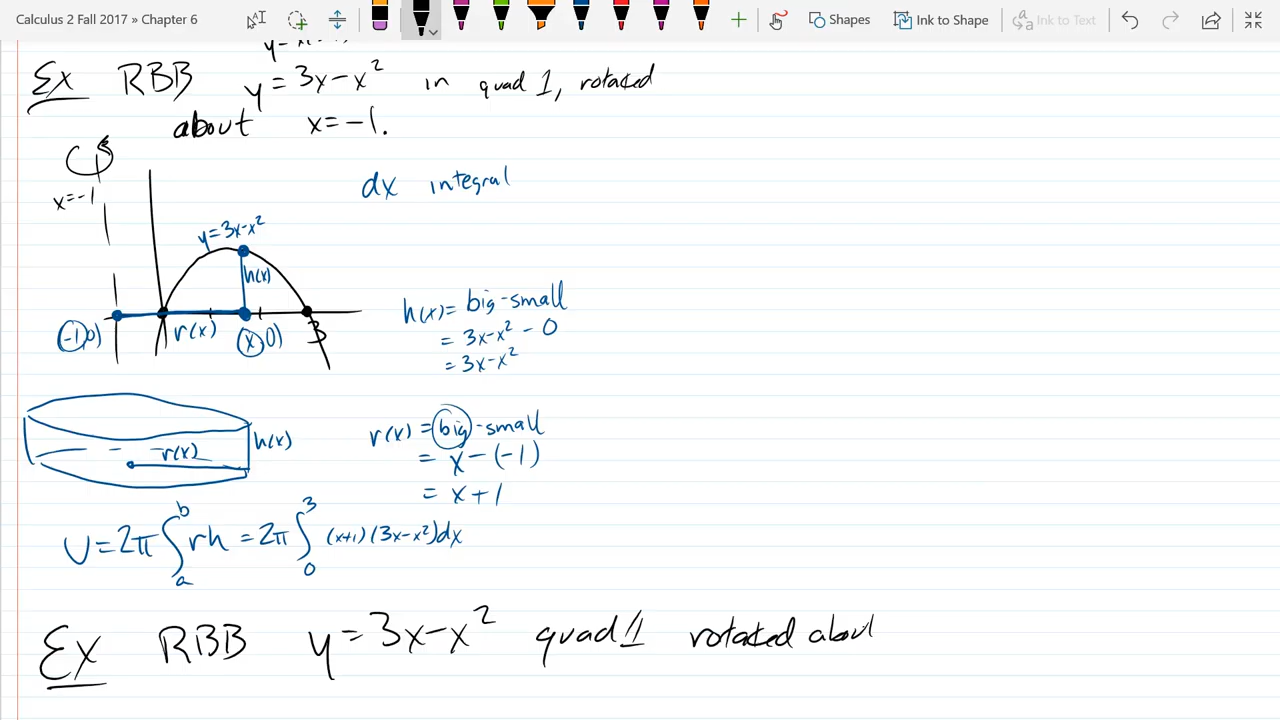 Calculus 2 Fall 2017 » Chapter 6
Shapes
Ink to Shape
Ink to Text
Ex RBB y = 3x - x² in quad 1, rotated
about x = -1.
x = -1
dx integral
y = 3x - x²
h(x)
h(x) = big - small
= 3x - x² - 0
= 3x - x²
(-1,0)
r(x)
(x,0)
3
r(x) = big - small
= x - (-1)
= x + 1
h(x)
r(x)
V = 2π ∫_a^b rh = 2π ∫_0^3 (x+1)(3x-x²)dx
Ex RBB y = 3x - x² quad 1 rotated about